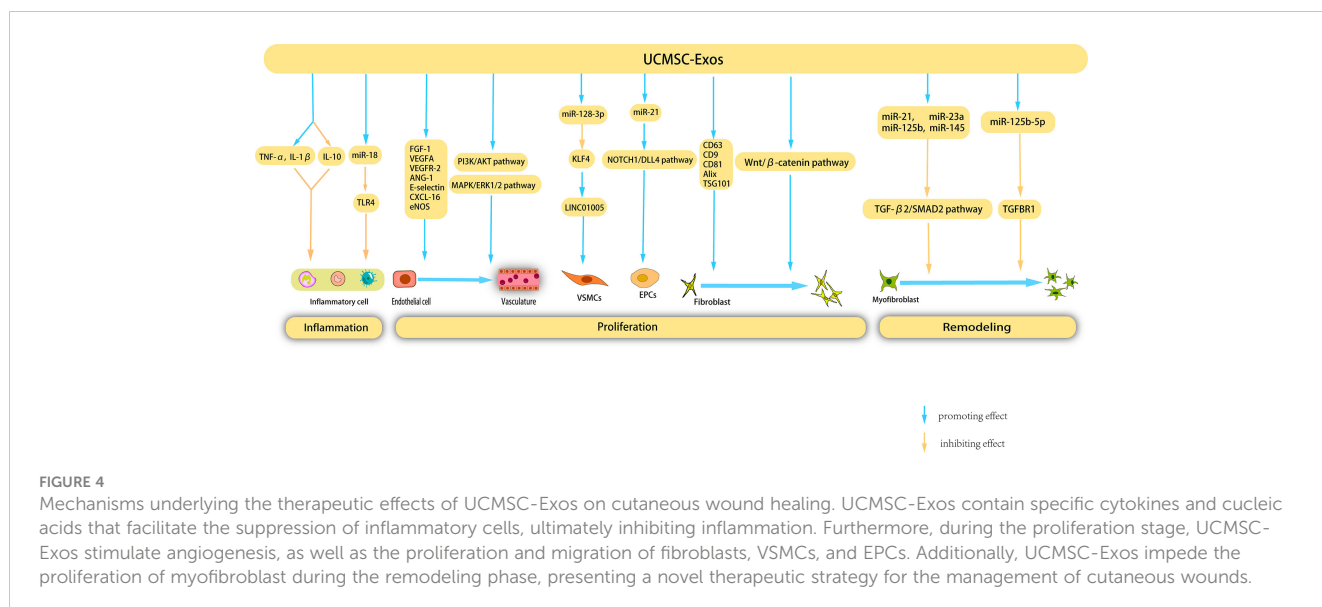 UCMSC-Exos
TNF-α, IL-1β
IL-10
miR-18
TLR4
FGF-1
VEGFA
VEGFR-2
ANG-1
E-selectin
CXCL-16
eNOS
PI3K/AKT pathway
MAPK/ERK1/2 pathway
miR-128-3p
KLF4
LINC01005
miR-21
NOTCH1/DLL4 pathway
CD63
CD9
CD81
Alix
TSG101
Wnt/β-catenin pathway
miR-21, miR-23a
miR-125b, miR-145
TGF-β2/SMAD2 pathway
miR-125b-5p
TGFBR1
Inflammatory cell
Endothelial cell
Vasculature
VSMCs
EPCs
Fibroblast
Myofibroblast
Inflammation
Proliferation
Remodeling
promoting effect
inhibiting effect
FIGURE 4
Mechanisms underlying the therapeutic effects of UCMSC-Exos on cutaneous wound healing. UCMSC-Exos contain specific cytokines and cucleic
acids that facilitate the suppression of inflammatory cells, ultimately inhibiting inflammation. Furthermore, during the proliferation stage, UCMSC-
Exos stimulate angiogenesis, as well as the proliferation and migration of fibroblasts, VSMCs, and EPCs. Additionally, UCMSC-Exos impede the
proliferation of myofibroblast during the remodeling phase, presenting a novel therapeutic strategy for the management of cutaneous wounds.